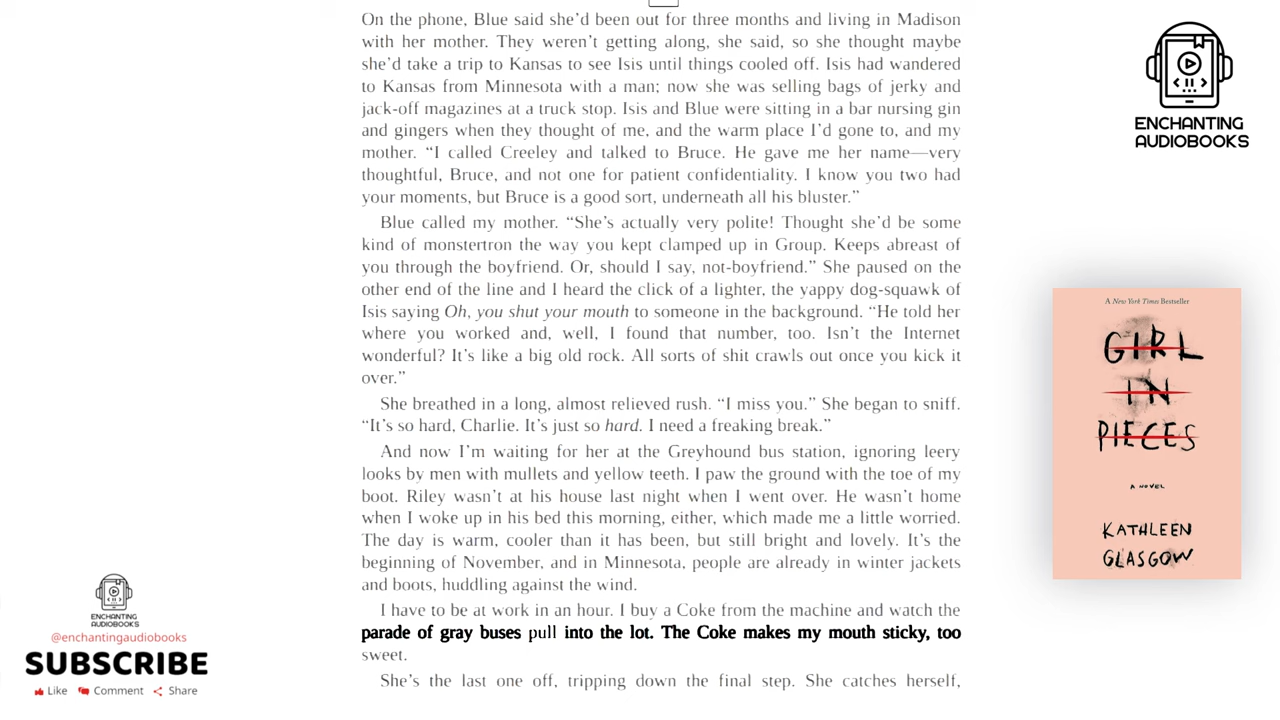 On the phone, Blue said she'd been out for three months and living in Madison
with her mother. They weren't getting along, she said, so she thought maybe
she'd take a trip to Kansas to see Isis until things cooled off. Isis had wandered
to Kansas from Minnesota with a man; now she was selling bags of jerky and
jack-off magazines at a truck stop. Isis and Blue were sitting in a bar nursing gin
and gingers when they thought of me, and the warm place I'd gone to, and my
mother. “I called Creeley and talked to Bruce. He gave me her name—very
thoughtful, Bruce, and not one for patient confidentiality. I know you two had
your moments, but Bruce is a good sort, underneath all his bluster.”
Blue called my mother. “She's actually very polite! Thought she'd be some
kind of monstertron the way you kept clamped up in Group. Keeps abreast of
you through the boyfriend. Or, should I say, not-boyfriend.” She paused on the
other end of the line and I heard the click of a lighter, the yappy dog-squawk of
Isis saying Oh, you shut your mouth to someone in the background. “He told her
where you worked and, well, I found that number, too. Isn't the Internet
wonderful? It's like a big old rock. All sorts of shit crawls out once you kick it
over.”
She breathed in a long, almost relieved rush. “I miss you.” She began to sniff.
“It's so hard, Charlie. It's just so hard. I need a freaking break.”
And now I'm waiting for her at the Greyhound bus station, ignoring leery
looks by men with mullets and yellow teeth. I paw the ground with the toe of my
boot. Riley wasn't at his house last night when I went over. He wasn't home
when I woke up in his bed this morning, either, which made me a little worried.
The day is warm, cooler than it has been, but still bright and lovely. It's the
beginning of November, and in Minnesota, people are already in winter jackets
and boots, huddling against the wind.
I have to be at work in an hour. I buy a Coke from the machine and watch the
parade of gray buses pull into the lot. The Coke makes my mouth sticky, too
sweet.
She's the last one off, tripping down the final step. She catches herself,
ENCHANTING
AUDIOBOOKS
A New York Times Bestseller
GIRL
IN
PIECES
A NOVEL
KATHLEEN
GLASGOW
ENCHANTING
AUDIOBOOKS
@enchantingaudiobooks
SUBSCRIBE
Like Comment Share